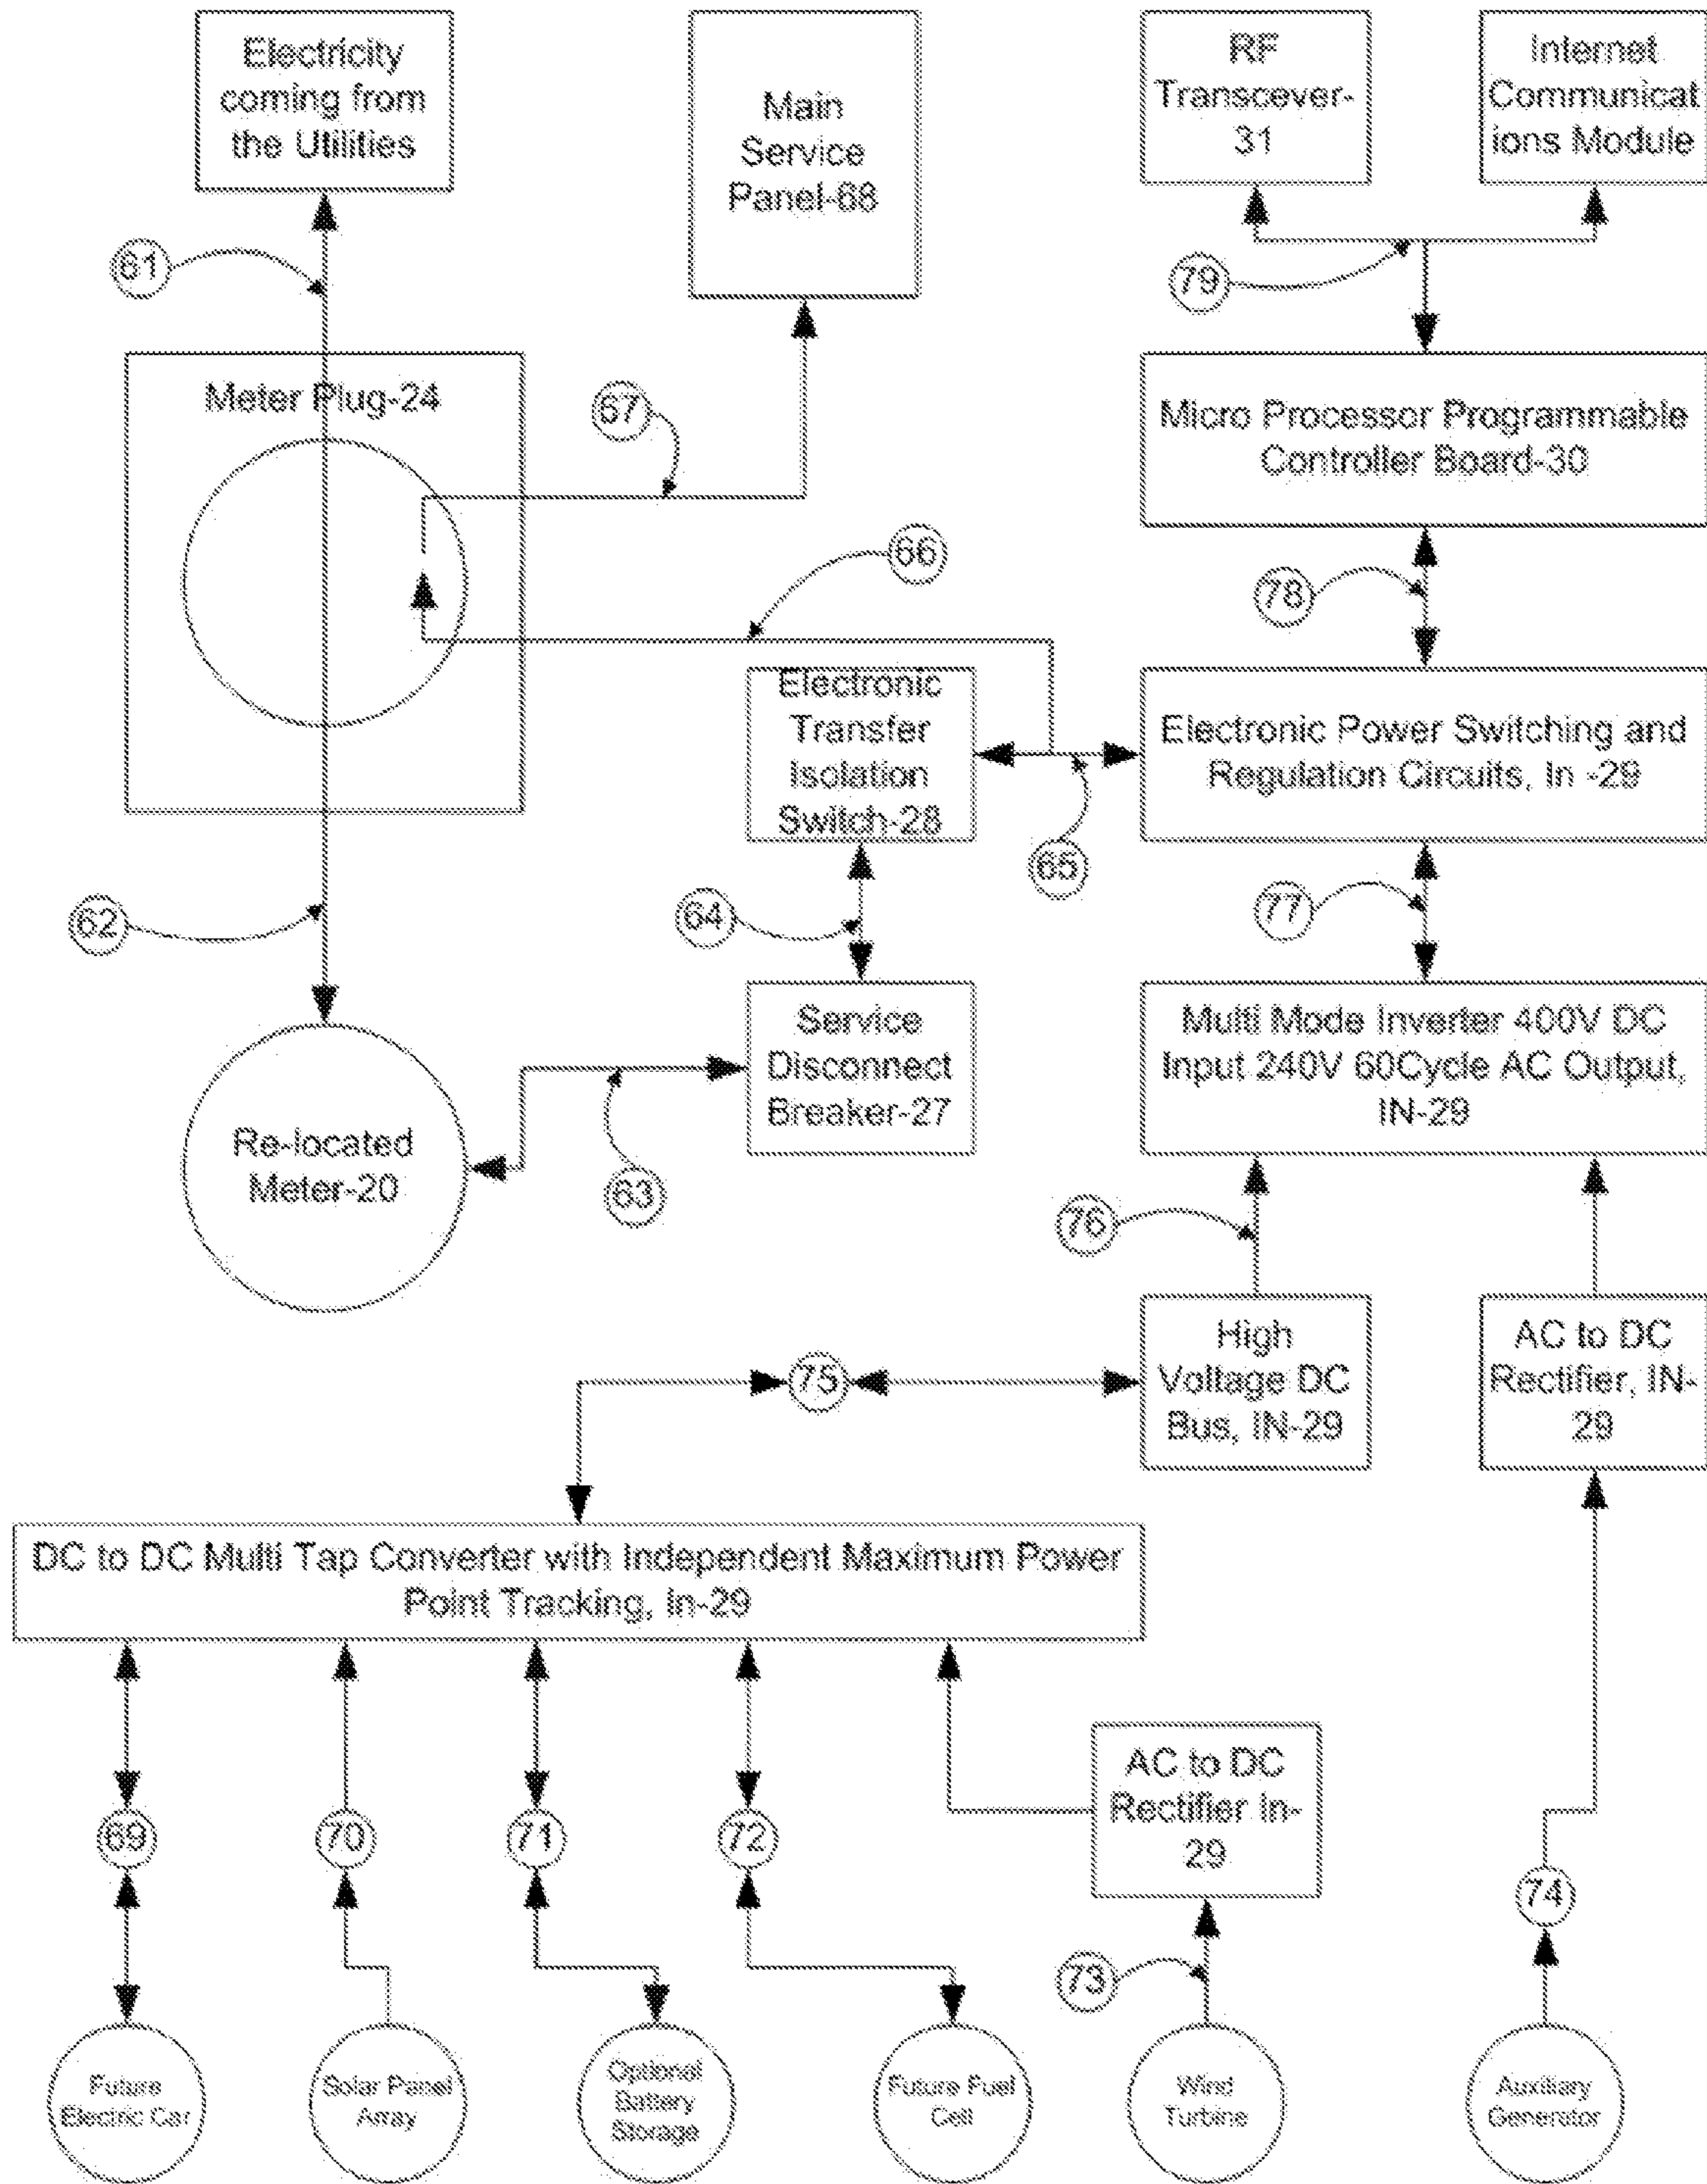 Electricity
coming from
the Utilities
Main
Service
Panel-68
RF
Transcever-
31
Internet
Communicat
ions Module
61
79
Meter Plug-24
67
Micro Processor Programmable
Controller Board-30
66
78
Electronic
Transfer
Isolation
Switch-28
Electronic Power Switching and
Regulation Circuits, In -29
65
62
64
77
Service
Disconnect
Breaker-27
Multi Mode Inverter 400V DC
Input 240V 60Cycle AC Output,
IN-29
Re-located
Meter-20
63
76
High
Voltage DC
Bus, IN-29
AC to DC
Rectifier, IN-
29
75
DC to DC Multi Tap Converter with Independent Maximum Power
Point Tracking, In-29
AC to DC
Rectifier In-
29
69
70
71
72
74
73
Future
Electric Car
Solar Panel
Array
Optional
Battery
Storage
Future Fuel
Cell
Wind
Turbine
Auxiliary
Generator